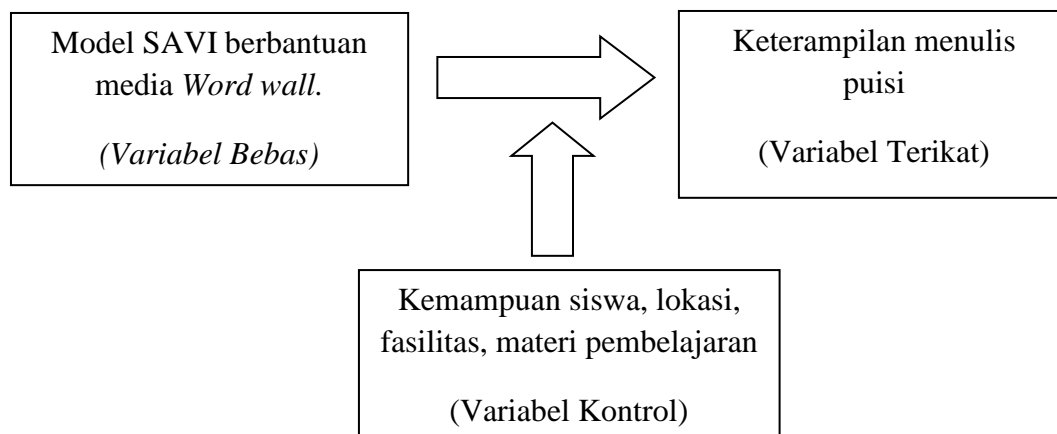 Model SAVI berbantuan
media Word wall.
(Variabel Bebas)
Keterampilan menulis
puisi
(Variabel Terikat)
Kemampuan siswa, lokasi,
fasilitas, materi pembelajaran
(Variabel Kontrol)